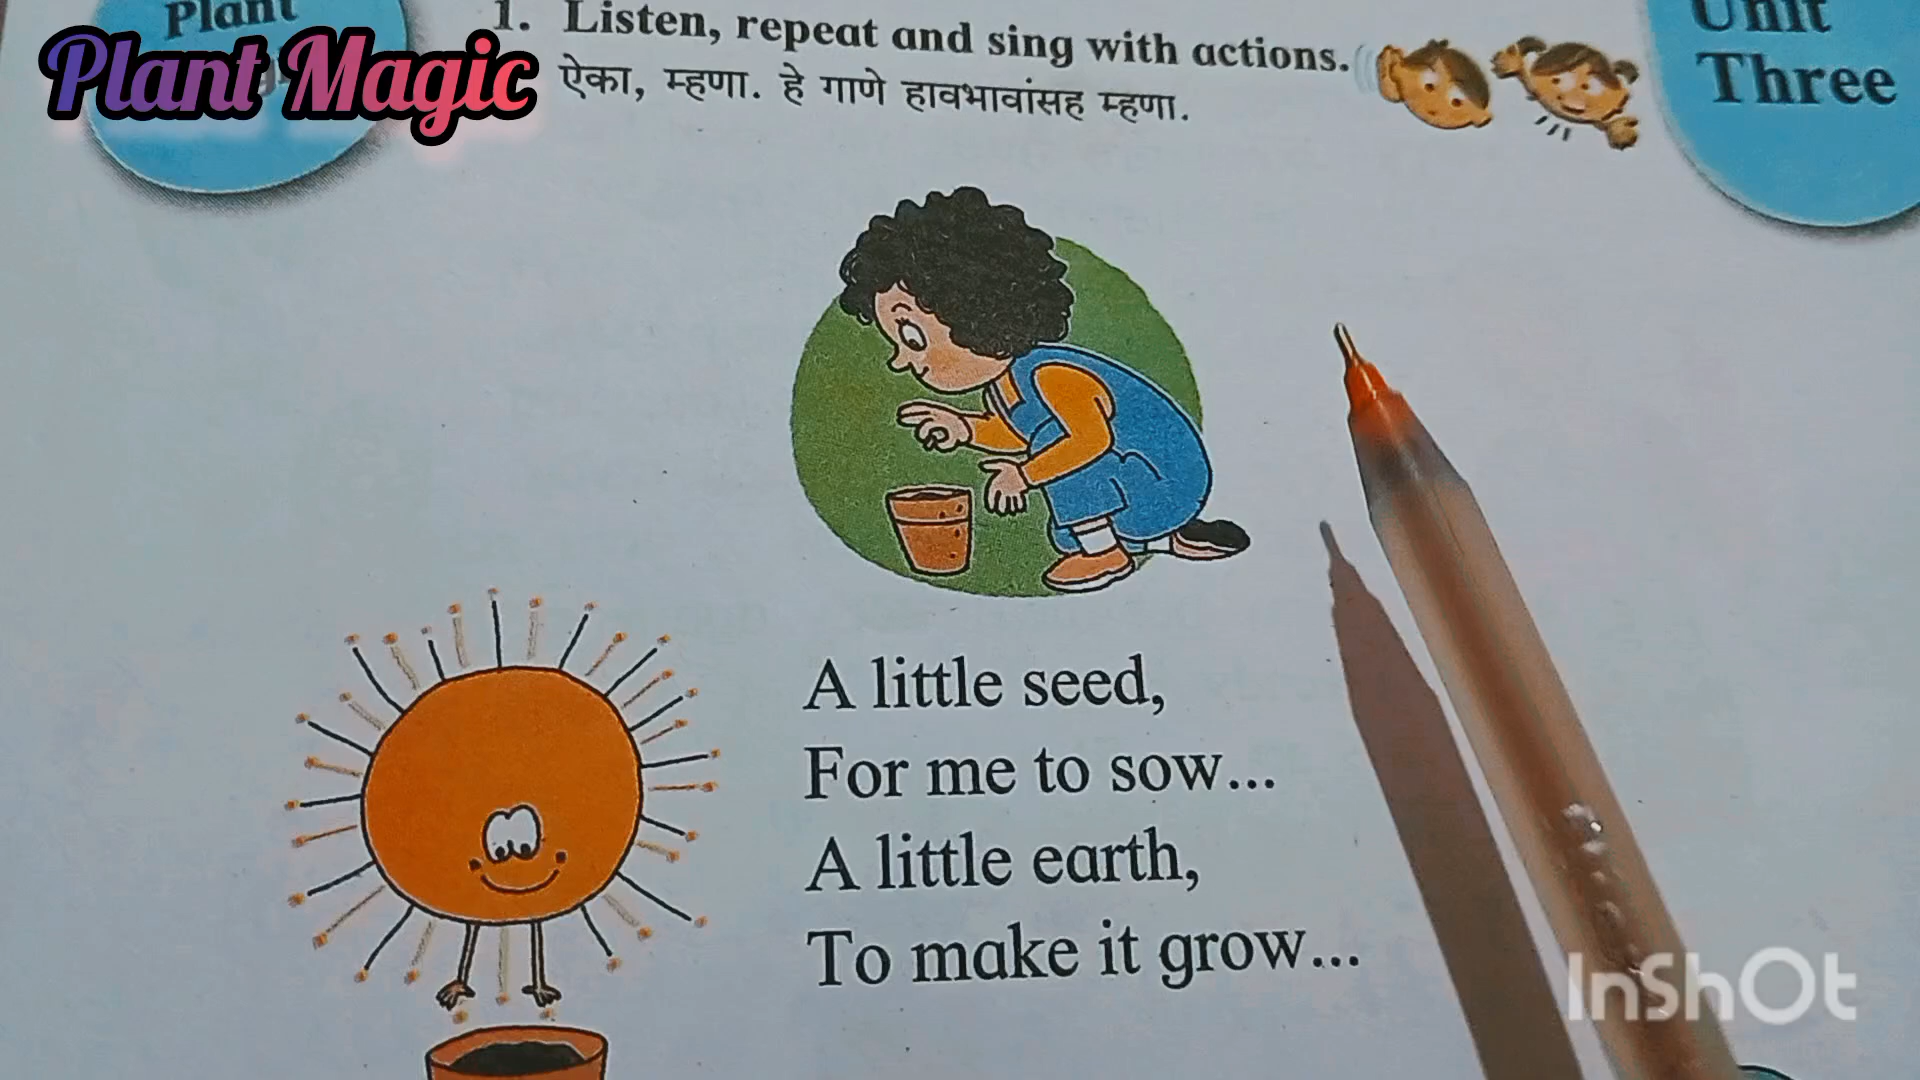 Plant
Plant Magic
1. Listen, repeat and sing with actions.
ऐका, म्हणा. हे गाणे हावभावांसह म्हणा.
Unit
Three
A little seed,
For me to sow...
A little earth,
To make it grow...
InShOt